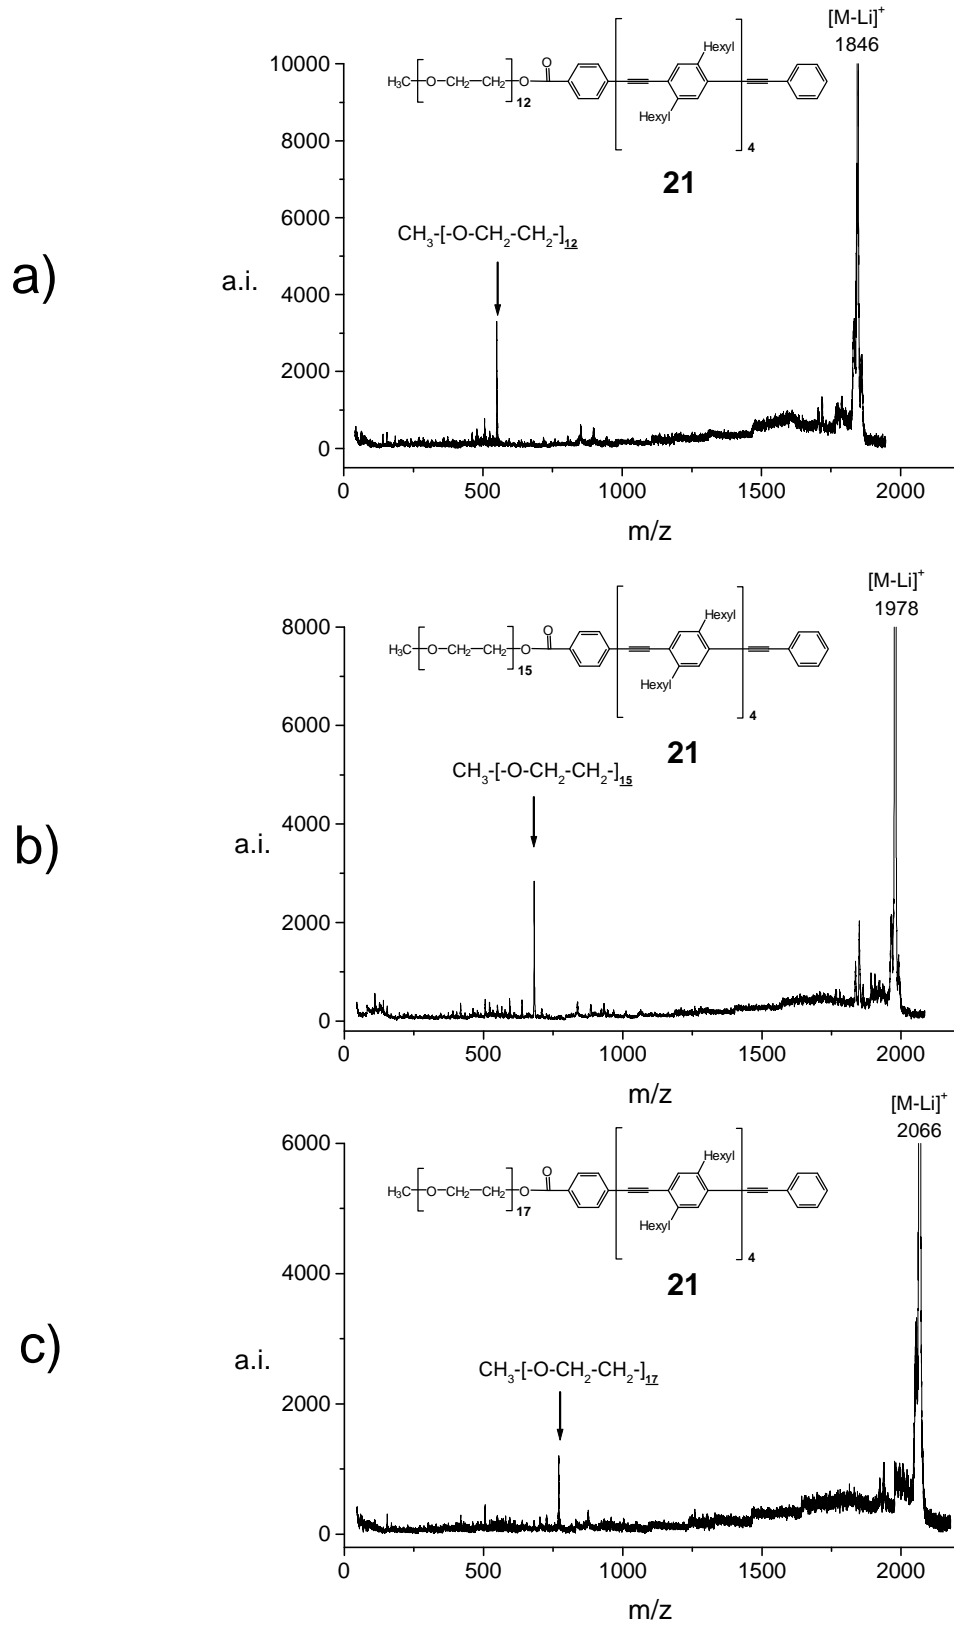 [M-Li]+
1846
a)
a.i.
10000
8000
6000
4000
2000
0
H3C
O
CH2
CH2
12
O
O
Hexyl
Hexyl
4
21
CH3-[-O-CH2-CH2-]12
0
500
1000
1500
2000
m/z
[M-Li]+
1978
b)
a.i.
8000
6000
4000
2000
0
H3C
O
CH2
CH2
15
O
O
Hexyl
Hexyl
4
21
CH3-[-O-CH2-CH2-]15
0
500
1000
1500
2000
m/z
[M-Li]+
2066
c)
a.i.
6000
4000
2000
0
H3C
O
CH2
CH2
17
O
O
Hexyl
Hexyl
4
21
CH3-[-O-CH2-CH2-]17
0
500
1000
1500
2000
m/z